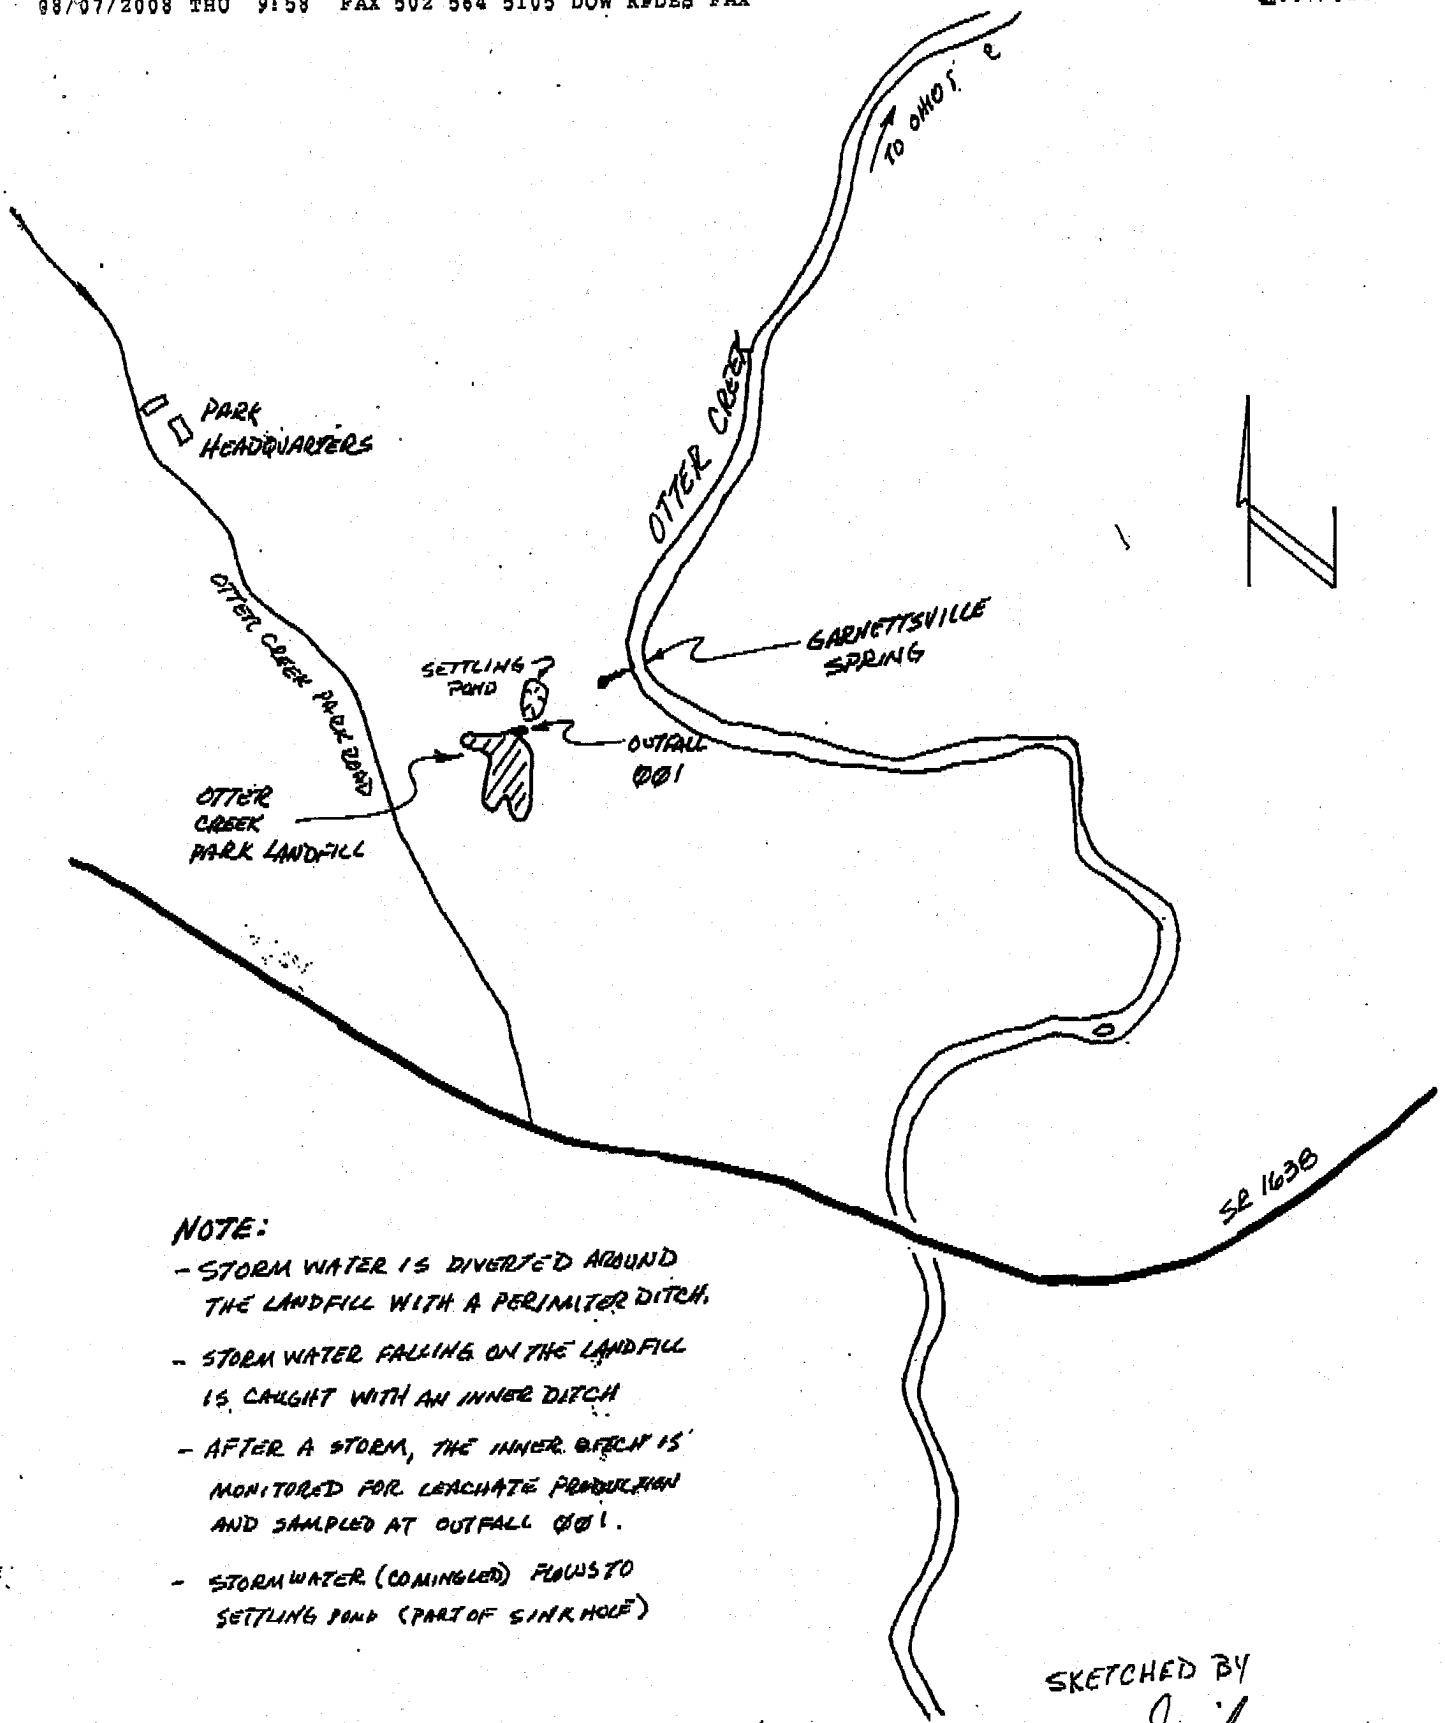 08/07/2008 THU 9:58 FAX 502 564 5105 DOW KPDES FAX
TO OHIO
OTTER CREEK
PARK
HEADQUARTERS
OTTER CREEK PARK ROAD
N
GARNETTSVILLE
SPRING
SETTLING
POND
OUTFALL
001
OTTER
CREEK
PARK LANDFILL
SR 1638
NOTE:
- STORM WATER IS DIVERTED AROUND
THE LANDFILL WITH A PERIMITER DITCH.
- STORM WATER FALLING ON THE LANDFILL
IS CAUGHT WITH AN INNER DITCH
- AFTER A STORM, THE INNER DITCH IS
MONITORED FOR LEACHATE PRODUCTION
AND SAMPLED AT OUTFALL 001.
- STORMWATER (COMINGLED) FLOWS TO
SETTLING POND (PART OF SINKHOLE)
SKETCHED BY